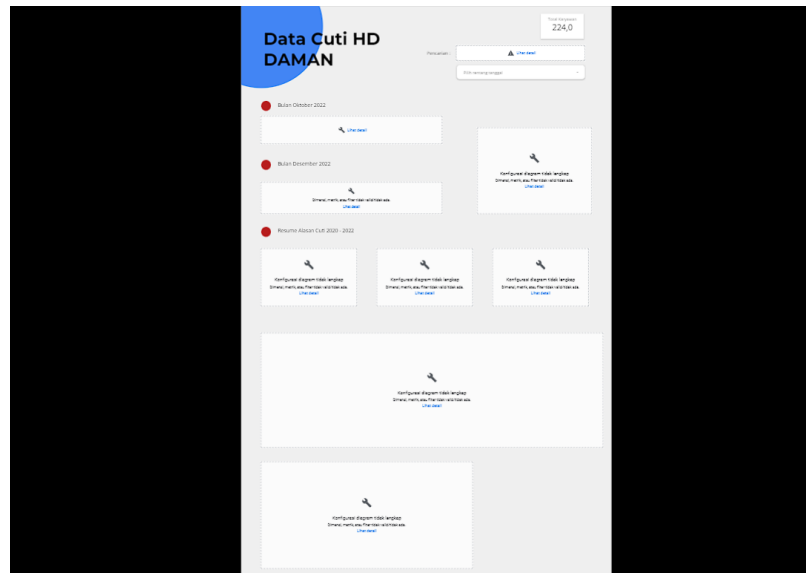 Data Cuti HD
DAMAN
224,0
Pencarian :
Lihat detail
Pilih rentang tanggal
Bulan Oktober 2022
Lihat detail
Konfigurasi diagram tidak lengkap
Dimensi, metrik, atau filter tidak valid/tidak ada.
Lihat detail
Bulan Desember 2022
Dimensi, metrik, atau filter tidak valid/tidak ada.
Lihat detail
Resume Alasan Cuti 2020 - 2022
Konfigurasi diagram tidak lengkap
Dimensi, metrik, atau filter tidak valid/tidak ada.
Lihat detail
Konfigurasi diagram tidak lengkap
Dimensi, metrik, atau filter tidak valid/tidak ada.
Lihat detail
Konfigurasi diagram tidak lengkap
Dimensi, metrik, atau filter tidak valid/tidak ada.
Lihat detail
Konfigurasi diagram tidak lengkap
Dimensi, metrik, atau filter tidak valid/tidak ada.
Lihat detail
Konfigurasi diagram tidak lengkap
Dimensi, metrik, atau filter tidak valid/tidak ada.
Lihat detail